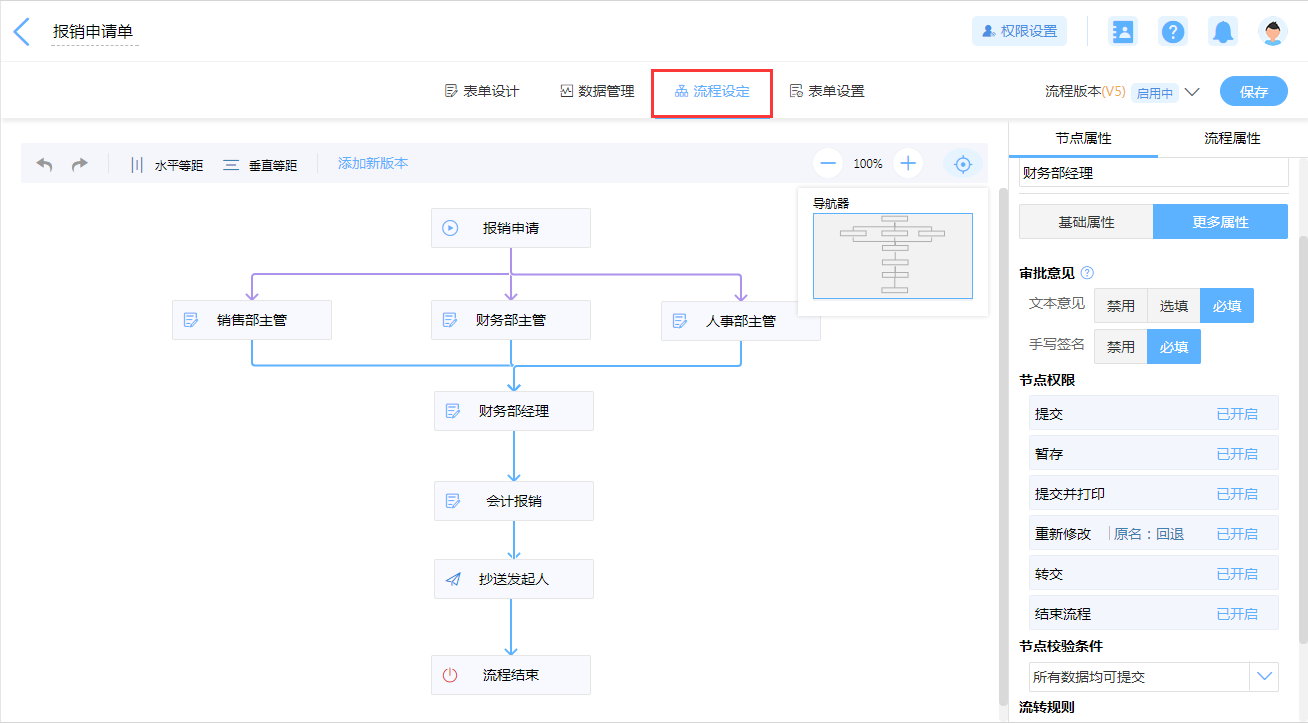 报销申请单
权限设置
表单设计
数据管理
流程设定
表单设置
流程版本(V5) 启用中
保存
水平等距
垂直等距
添加新版本
100%
导航器
报销申请
销售部主管
财务部主管
人事部主管
财务部经理
会计报销
抄送发起人
流程结束
节点属性
流程属性
财务部经理
基础属性
更多属性
审批意见 ?
文本意见 禁用 选填 必填
手写签名 禁用 必填
节点权限
提交 已开启
暂存 已开启
提交并打印 已开启
重新修改 原名：回退 已开启
转交 已开启
结束流程 已开启
节点校验条件
所有数据均可提交
流转规则